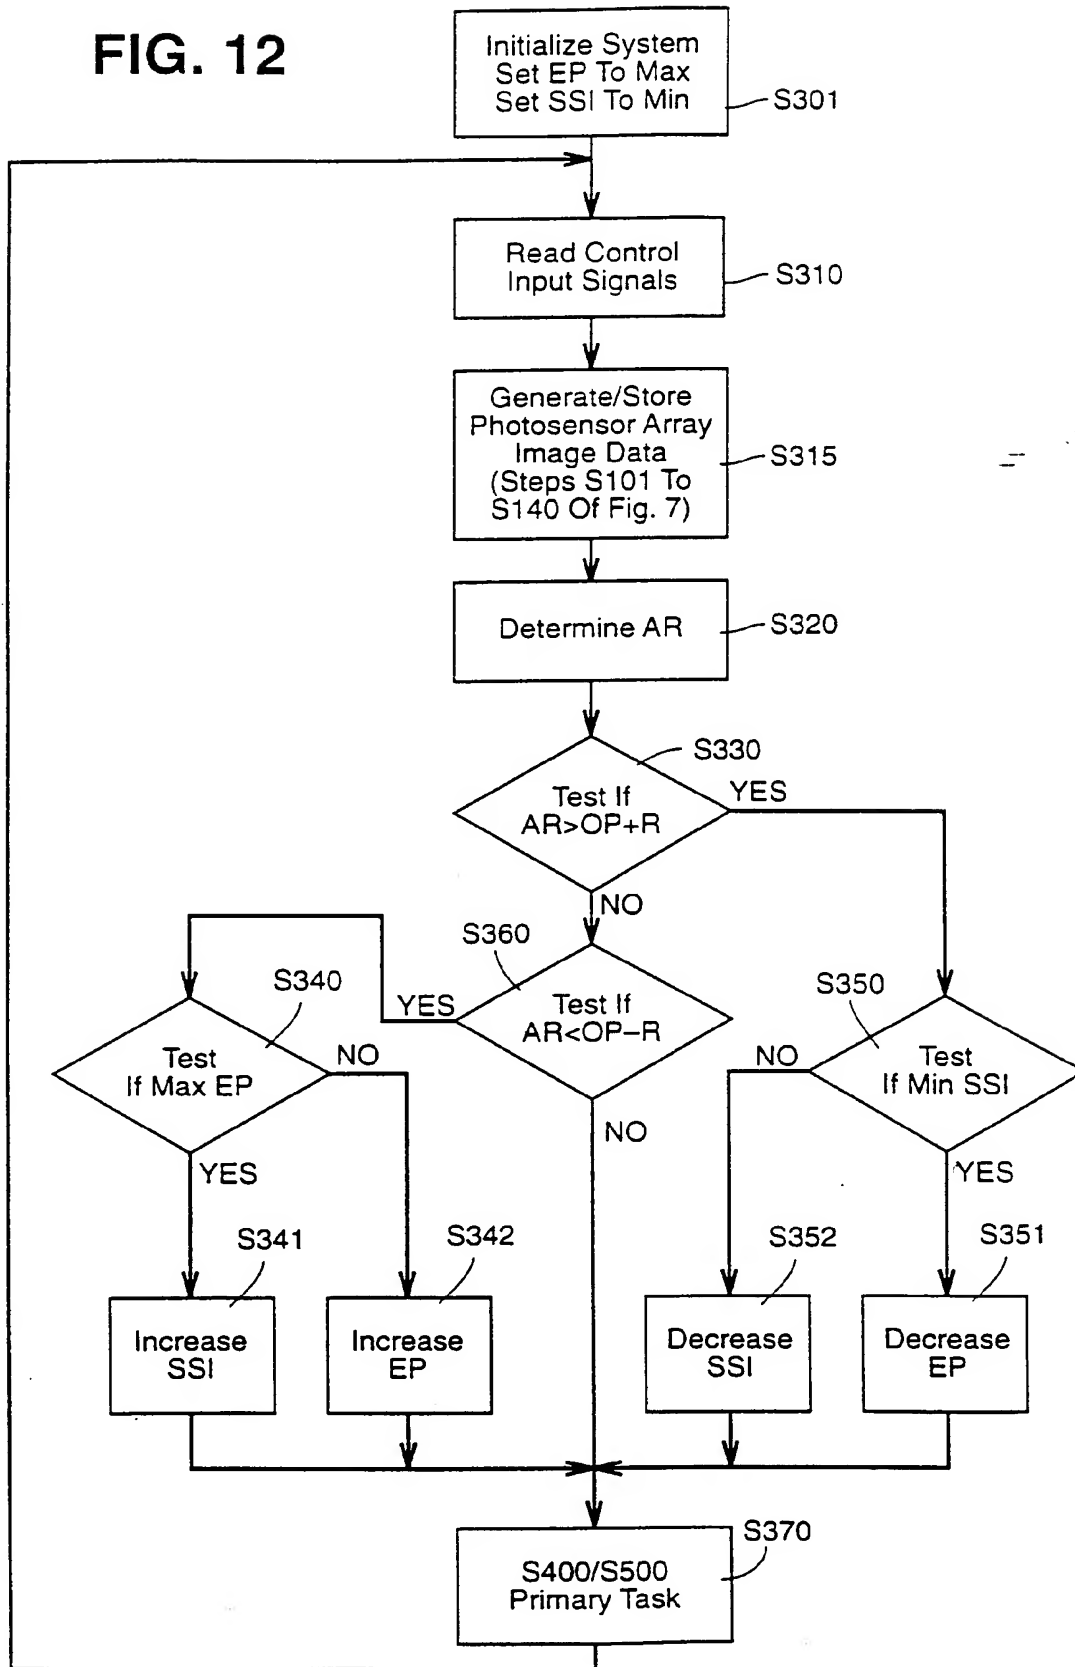 FIG. 12
Initialize System
Set EP To Max
Set SSI To Min
S301
Read Control
Input Signals
S310
Generate/Store
Photosensor Array
Image Data
(Steps S101 To
S140 Of Fig. 7)
S315
Determine AR
S320
S330
Test If
AR>OP+R
YES
NO
S360
Test If
AR<OP−R
YES
NO
S340
Test
If Max EP
NO
YES
S350
Test
If Min SSI
NO
YES
S341
Increase
SSI
S342
Increase
EP
S352
Decrease
SSI
S351
Decrease
EP
S370
S400/S500
Primary Task